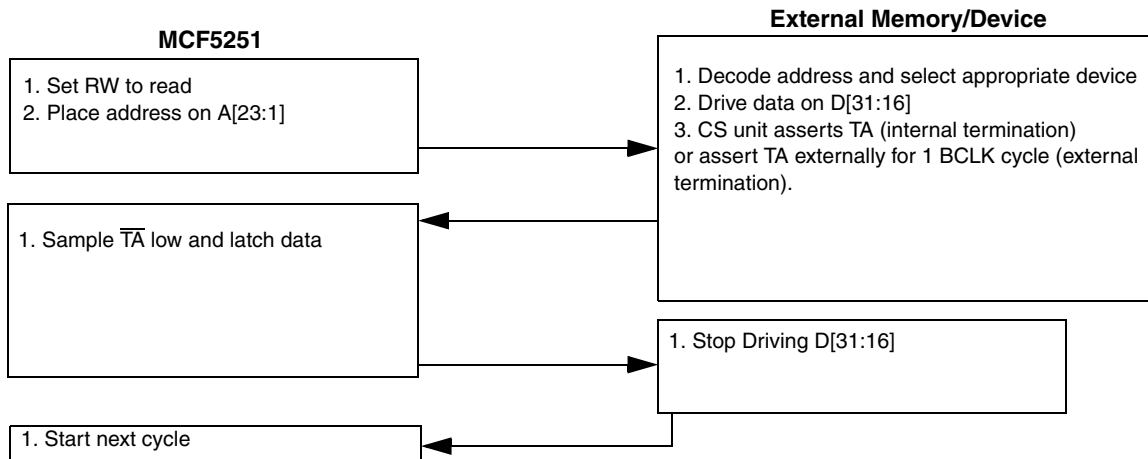 External Memory/Device
MCF5251
1. Set RW to read
2. Place address on A[23:1]
1. Decode address and select appropriate device
2. Drive data on D[31:16]
3. CS unit asserts TA (internal termination)
or assert TA externally for 1 BCLK cycle (external
termination).
1. Sample T̅A̅ low and latch data
1. Stop Driving D[31:16]
1. Start next cycle